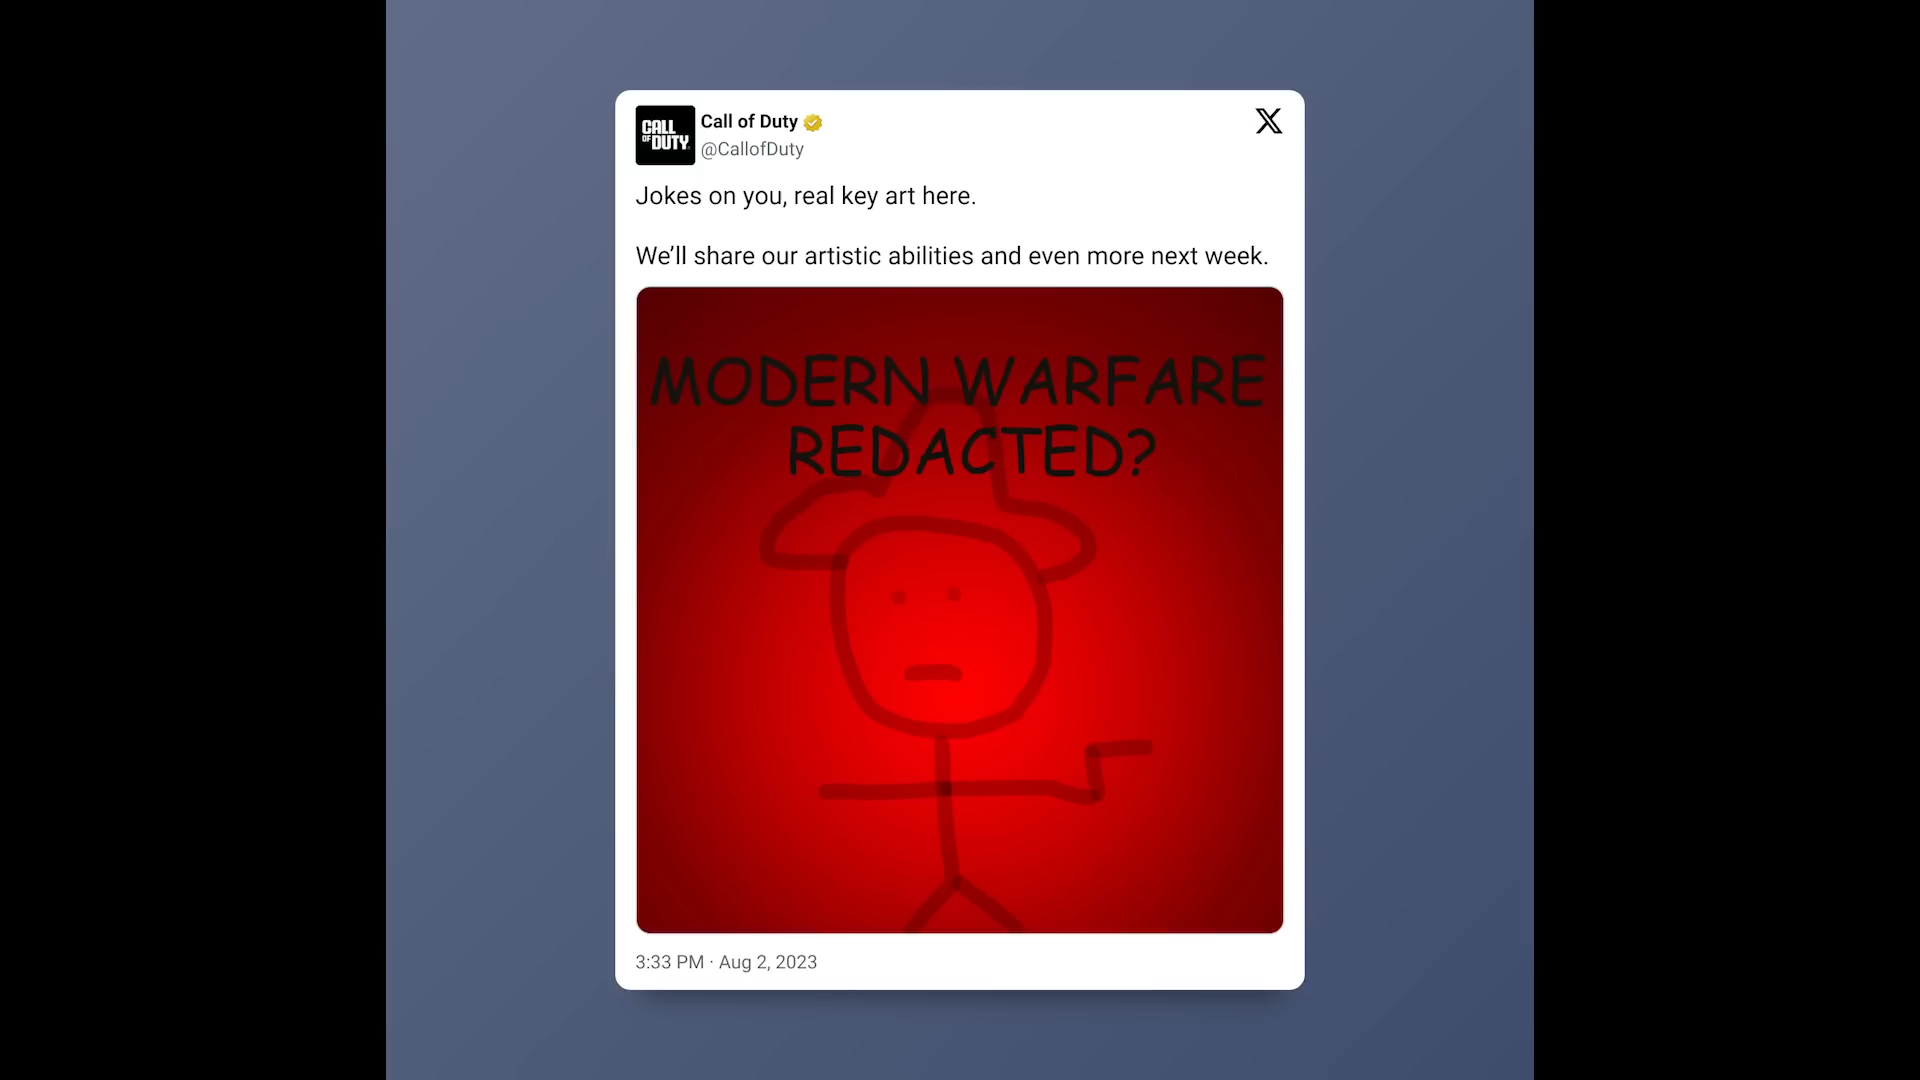 CALL
OF DUTY
Call of Duty
@CallofDuty
X
Jokes on you, real key art here.
We’ll share our artistic abilities and even more next week.
MODERN WARFARE
REDACTED?
3:33 PM · Aug 2, 2023